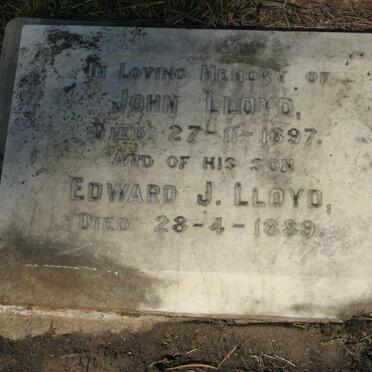 In Loving Memory of
John Lloyd,
Died 27-11-1897.
And of his son
Edward J. Lloyd,
Died 28-4-1889.